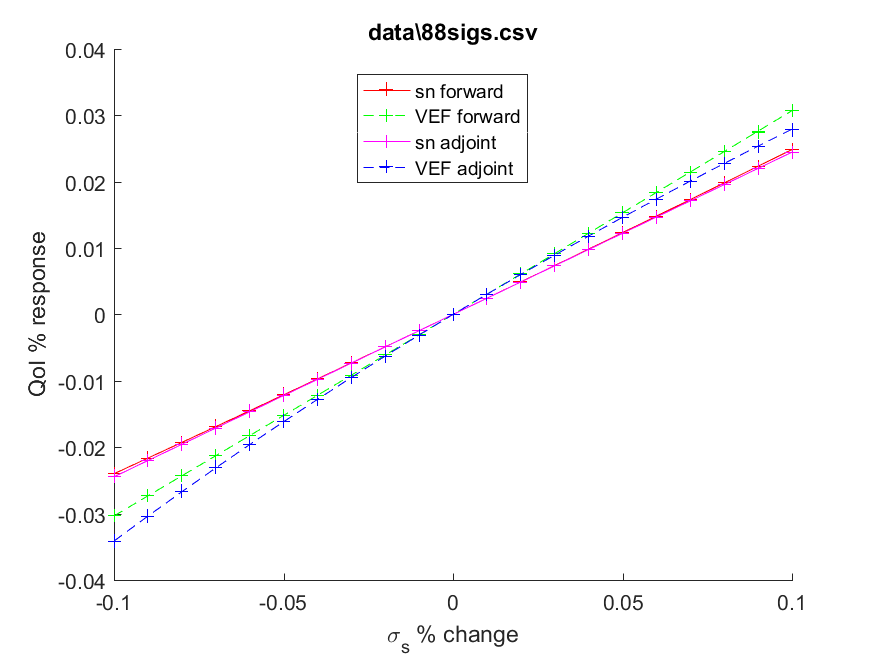 data\88sigs.csv
0.04
0.03
0.02
0.01
0
-0.01
-0.02
-0.03
-0.04
QoI % response
sn forward
VEF forward
sn adjoint
VEF adjoint
-0.1 -0.05 0 0.05 0.1
σs % change